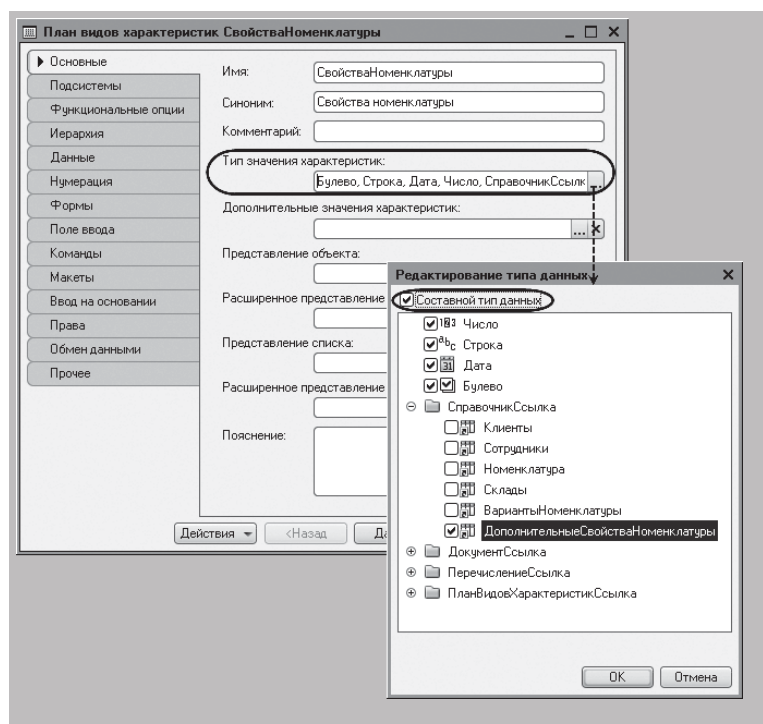 План видов характеристик СвойстваНоменклатуры
Основные
Подсистемы
Функциональные опции
Иерархия
Данные
Нумерация
Формы
Поле ввода
Команды
Макеты
Ввод на основании
Права
Обмен данными
Прочее
Имя: СвойстваНоменклатуры
Синоним: Свойства номенклатуры
Комментарий:
Тип значения характеристик:
Булево, Строка, Дата, Число, СправочникСсылк ...
Дополнительные значения характеристик:
... x
Представление объекта:
Расширенное представление
Представление списка:
Расширенное представление
Пояснение:
Действия <Назад Да
Редактирование типа данных
Составной тип данных
Число
Строка
Дата
Булево
СправочникСсылка
Клиенты
Сотрудники
Номенклатура
Склады
ВариантыНоменклатуры
ДополнительныеСвойстваНоменклатуры
ДокументСсылка
ПеречислениеСсылка
ПланВидовХарактеристикСсылка
OK Отмена